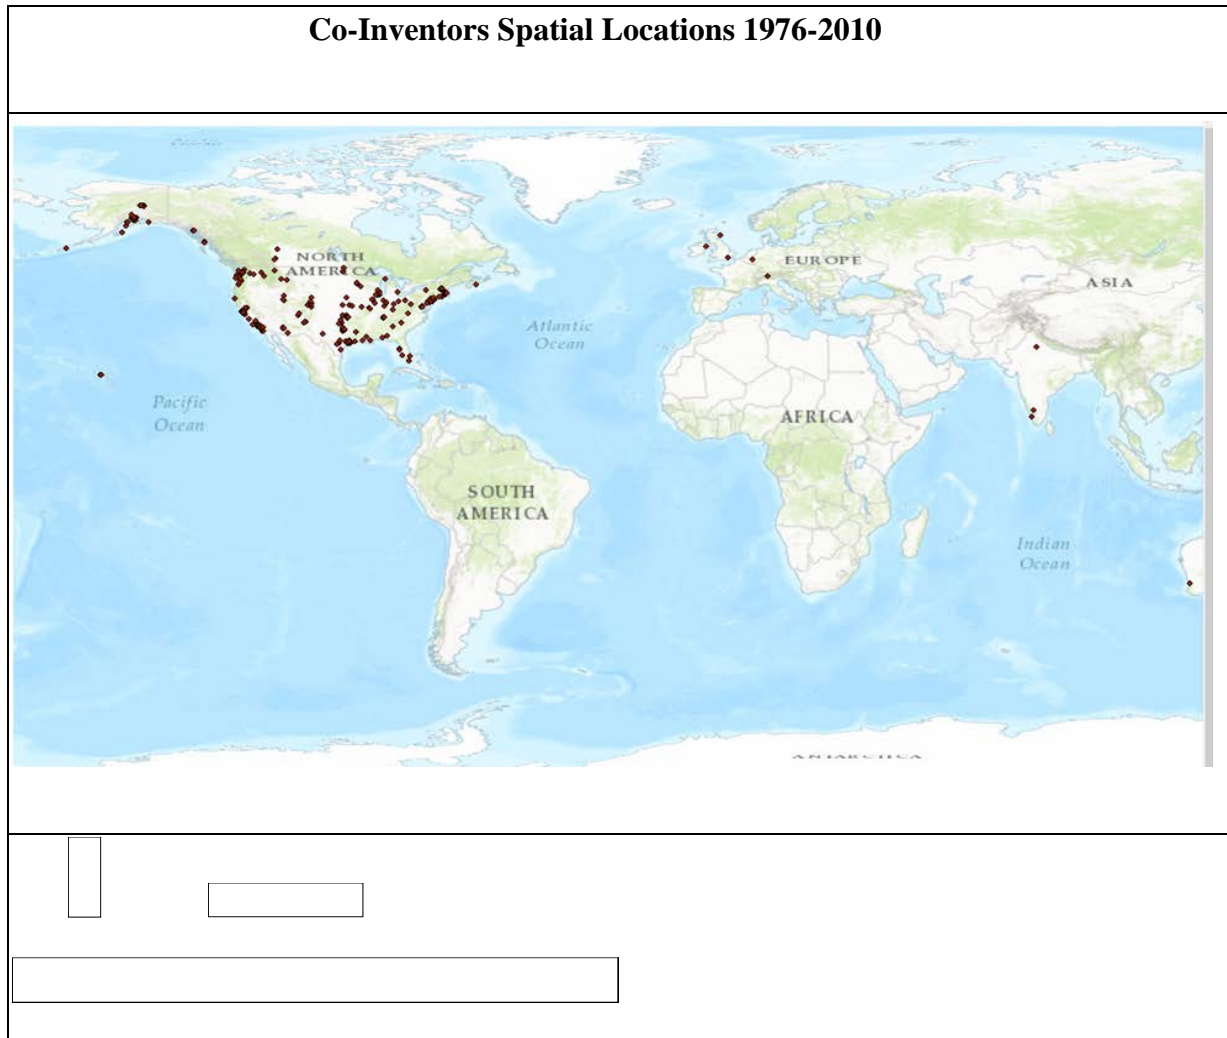 Co-Inventors Spatial Locations 1976-2010
NORTH
AMERICA
EUROPE
ASIA
Atlantic
Ocean
Pacific
Ocean
AFRICA
SOUTH
AMERICA
Indian
Ocean